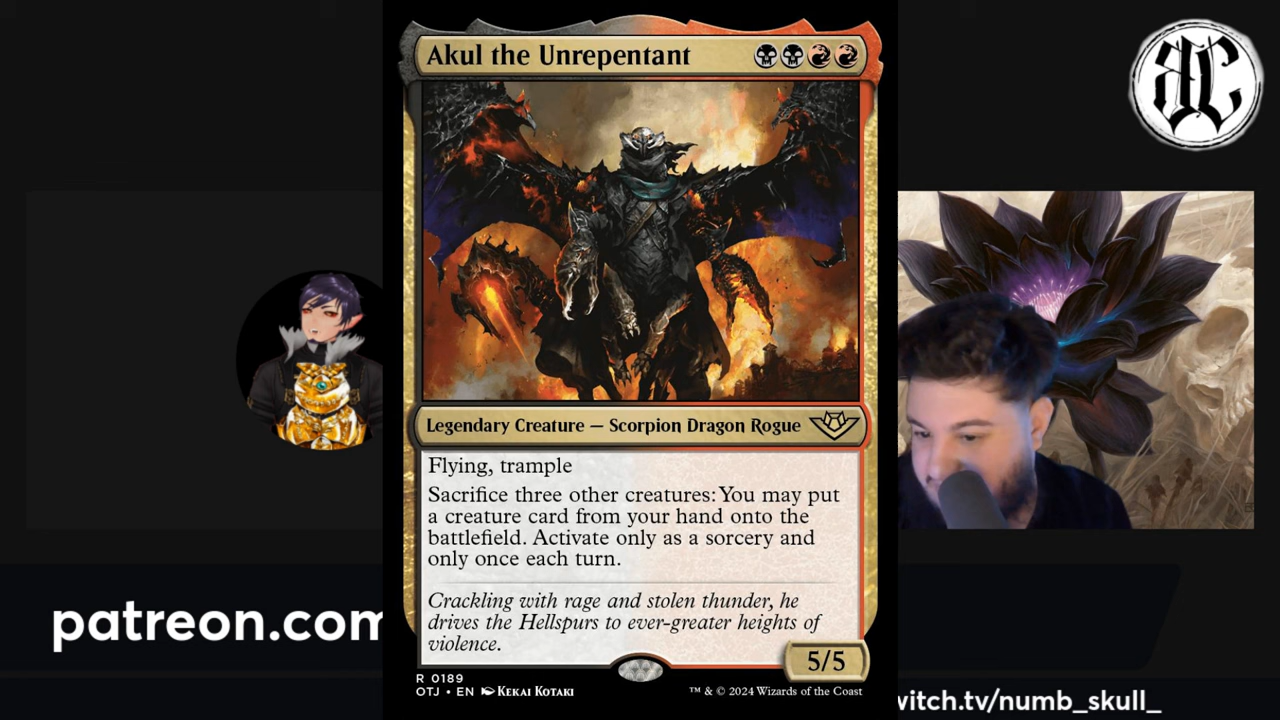 Akul the Unrepentant
Legendary Creature — Scorpion Dragon Rogue
Flying, trample
Sacrifice three other creatures: You may put
a creature card from your hand onto the
battlefield. Activate only as a sorcery and
only once each turn.
Crackling with rage and stolen thunder, he
drives the Hellspurs to ever-greater heights of
violence.
5/5
R 0189
OTJ • EN Kekai Kotaki
™ & © 2024 Wizards of the Coast
patreon.com
witch.tv/numb_skull_